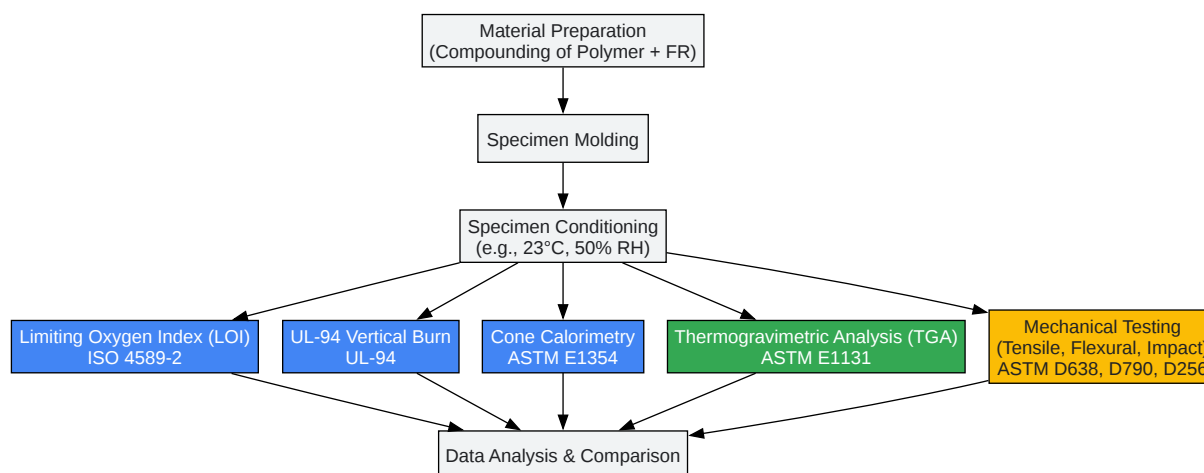 Material Preparation
(Compounding of Polymer + FR)
Specimen Molding
Specimen Conditioning
(e.g., 23°C, 50% RH)
Limiting Oxygen Index (LOI)
ISO 4589-2
UL-94 Vertical Burn
UL-94
Cone Calorimetry
ASTM E1354
Thermogravimetric Analysis (TGA)
ASTM E1131
Mechanical Testing
(Tensile, Flexural, Impact)
ASTM D638, D790, D256
Data Analysis & Comparison